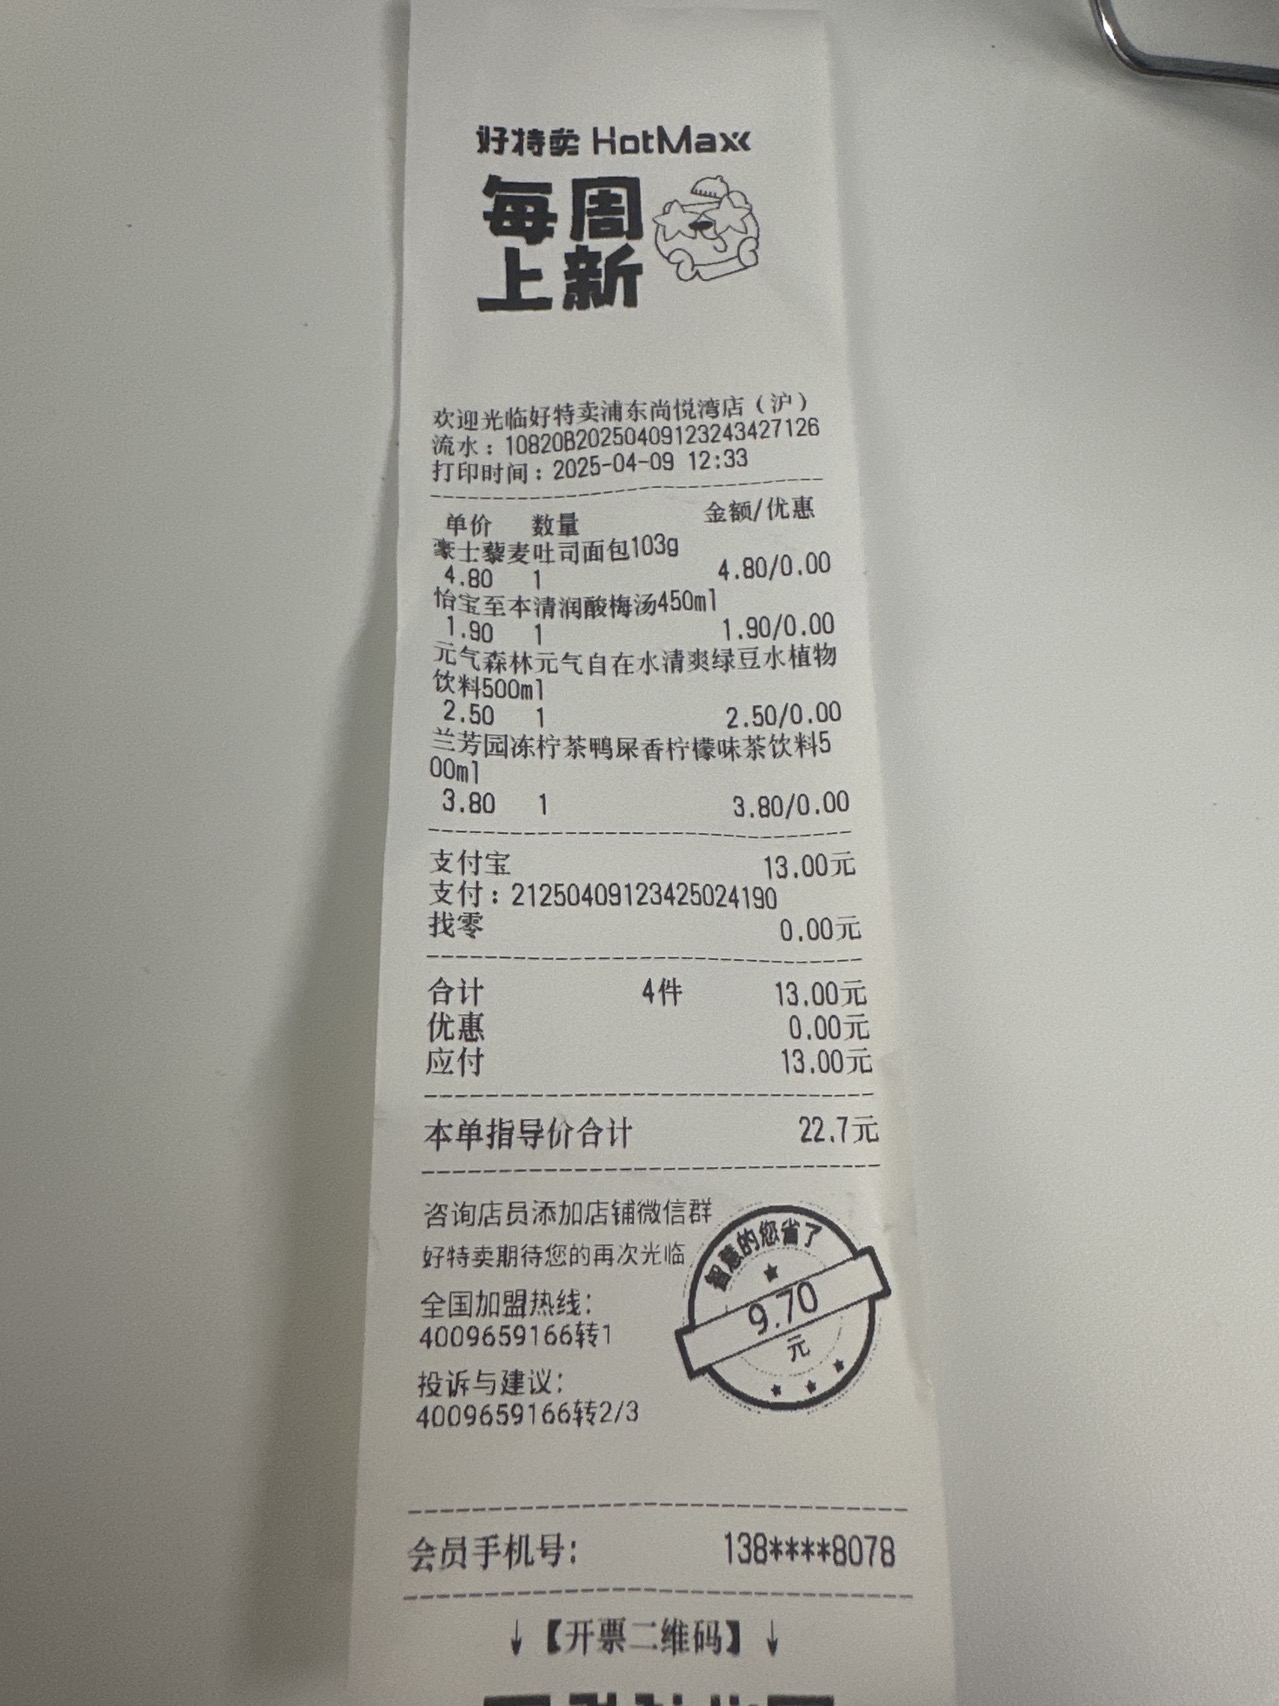 好特卖 HotMaxx
每周
上新
欢迎光临好特卖浦东尚悦湾店（沪）
流水：10820B20250409123243427126
打印时间：2025-04-09 12:33
单价 数量 金额/优惠
豪士藜麦吐司面包103g
4.80 1 4.80/0.00
怡宝至本清润酸梅汤450ml
1.90 1 1.90/0.00
元气森林元气自在水清爽绿豆水植物
饮料500ml
2.50 1 2.50/0.00
兰芳园冻柠茶鸭屎香柠檬味茶饮料5
00ml
3.80 1 3.80/0.00
支付宝 13.00元
支付：21250409123425024190
找零 0.00元
合计 4件 13.00元
优惠 0.00元
应付 13.00元
本单指导价合计 22.7元
咨询店员添加店铺微信群
好特卖期待您的再次光临
全国加盟热线：
4009659166转1
投诉与建议：
4009659166转2/3
智慧的您省了
9.70
元
会员手机号： 138****8078
↓【开票二维码】↓